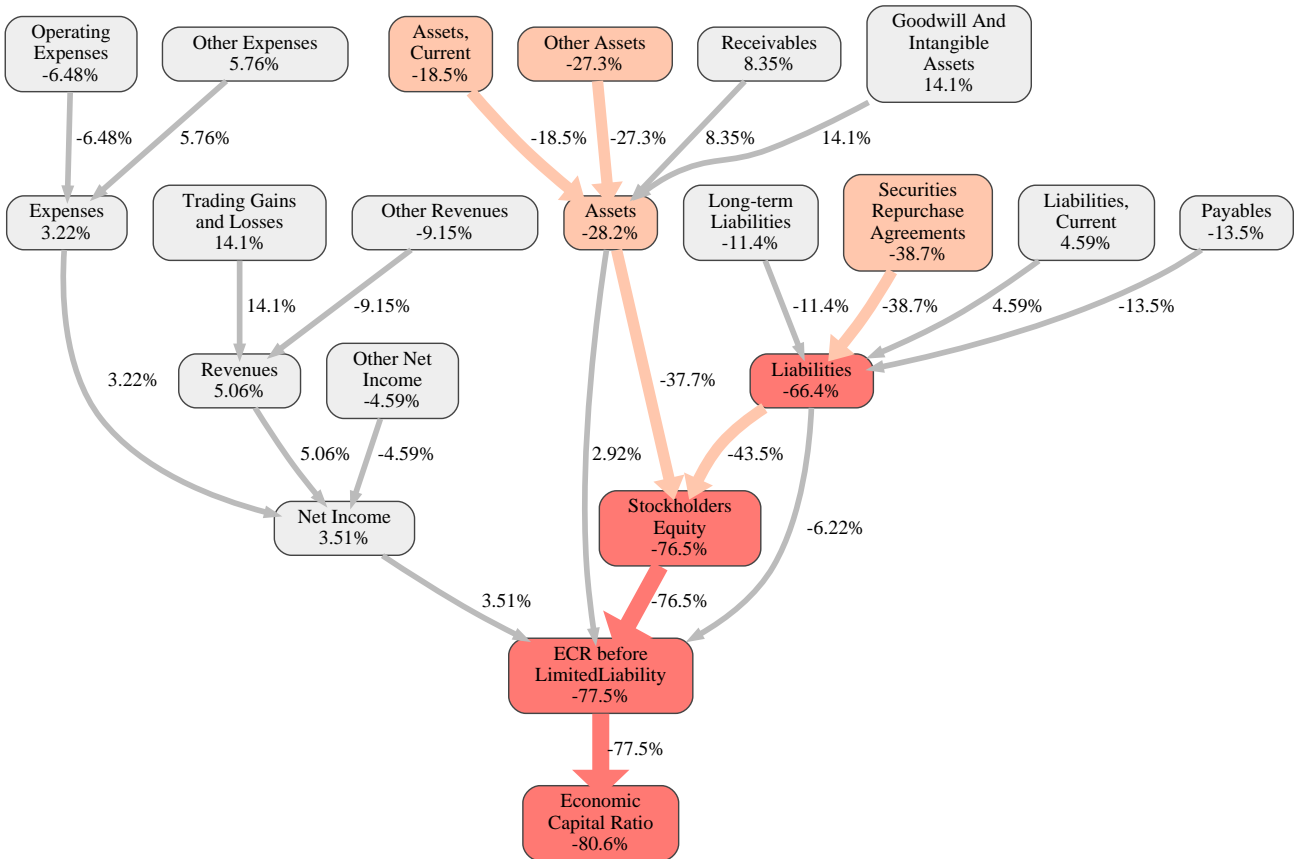 Operating
Expenses
-6.48%
Other Expenses
5.76%
Assets,
Current
-18.5%
Other Assets
-27.3%
Receivables
8.35%
Goodwill And
Intangible
Assets
14.1%
-6.48%
5.76%
-18.5%
-27.3%
8.35%
14.1%
Expenses
3.22%
Trading Gains
and Losses
14.1%
Other Revenues
-9.15%
Assets
-28.2%
Long-term
Liabilities
-11.4%
Securities
Repurchase
Agreements
-38.7%
Liabilities,
Current
4.59%
Payables
-13.5%
14.1%
-9.15%
-11.4%
-38.7%
4.59%
-13.5%
3.22%
Revenues
5.06%
Other Net
Income
-4.59%
-37.7%
Liabilities
-66.4%
5.06%
-4.59%
2.92%
-43.5%
Net Income
3.51%
Stockholders
Equity
-76.5%
-6.22%
3.51%
-76.5%
ECR before
LimitedLiability
-77.5%
-77.5%
Economic
Capital Ratio
-80.6%